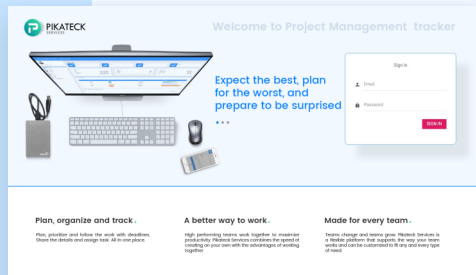 PIKATECK
SERVICES
Welcome to Project Management tracker
Expect the best, plan
for the worst, and
prepare to be surprised
Sign in
Email
Password
SIGN IN
Plan, organize and track.
Plan, prioritize and follow the work with deadlines.
Share the details and assign task. All in one place.
A better way to work.
High performing teams work together to maximize
productivity. Pikateck Services combines the speed of
creating on your own with the advantages of working
together.
Made for every team.
Teams change and teams grow. Pikateck Services is
a flexible platform that supports the way your team
works and can be customized to fit any and every type
of need.